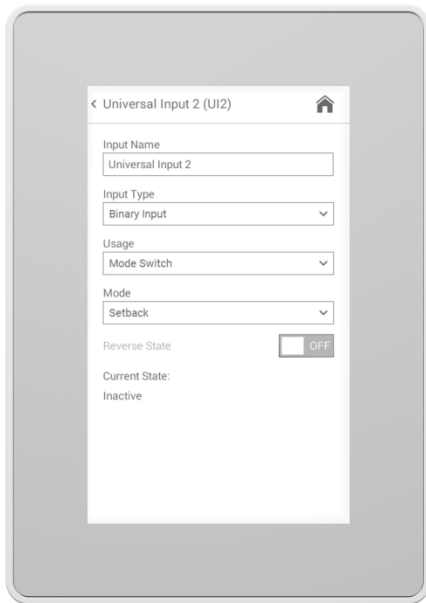 Universal Input 2 (UI2)
Input Name
Universal Input 2
Input Type
Binary Input
Usage
Mode Switch
Mode
Setback
Reverse State OFF
Current State:
Inactive